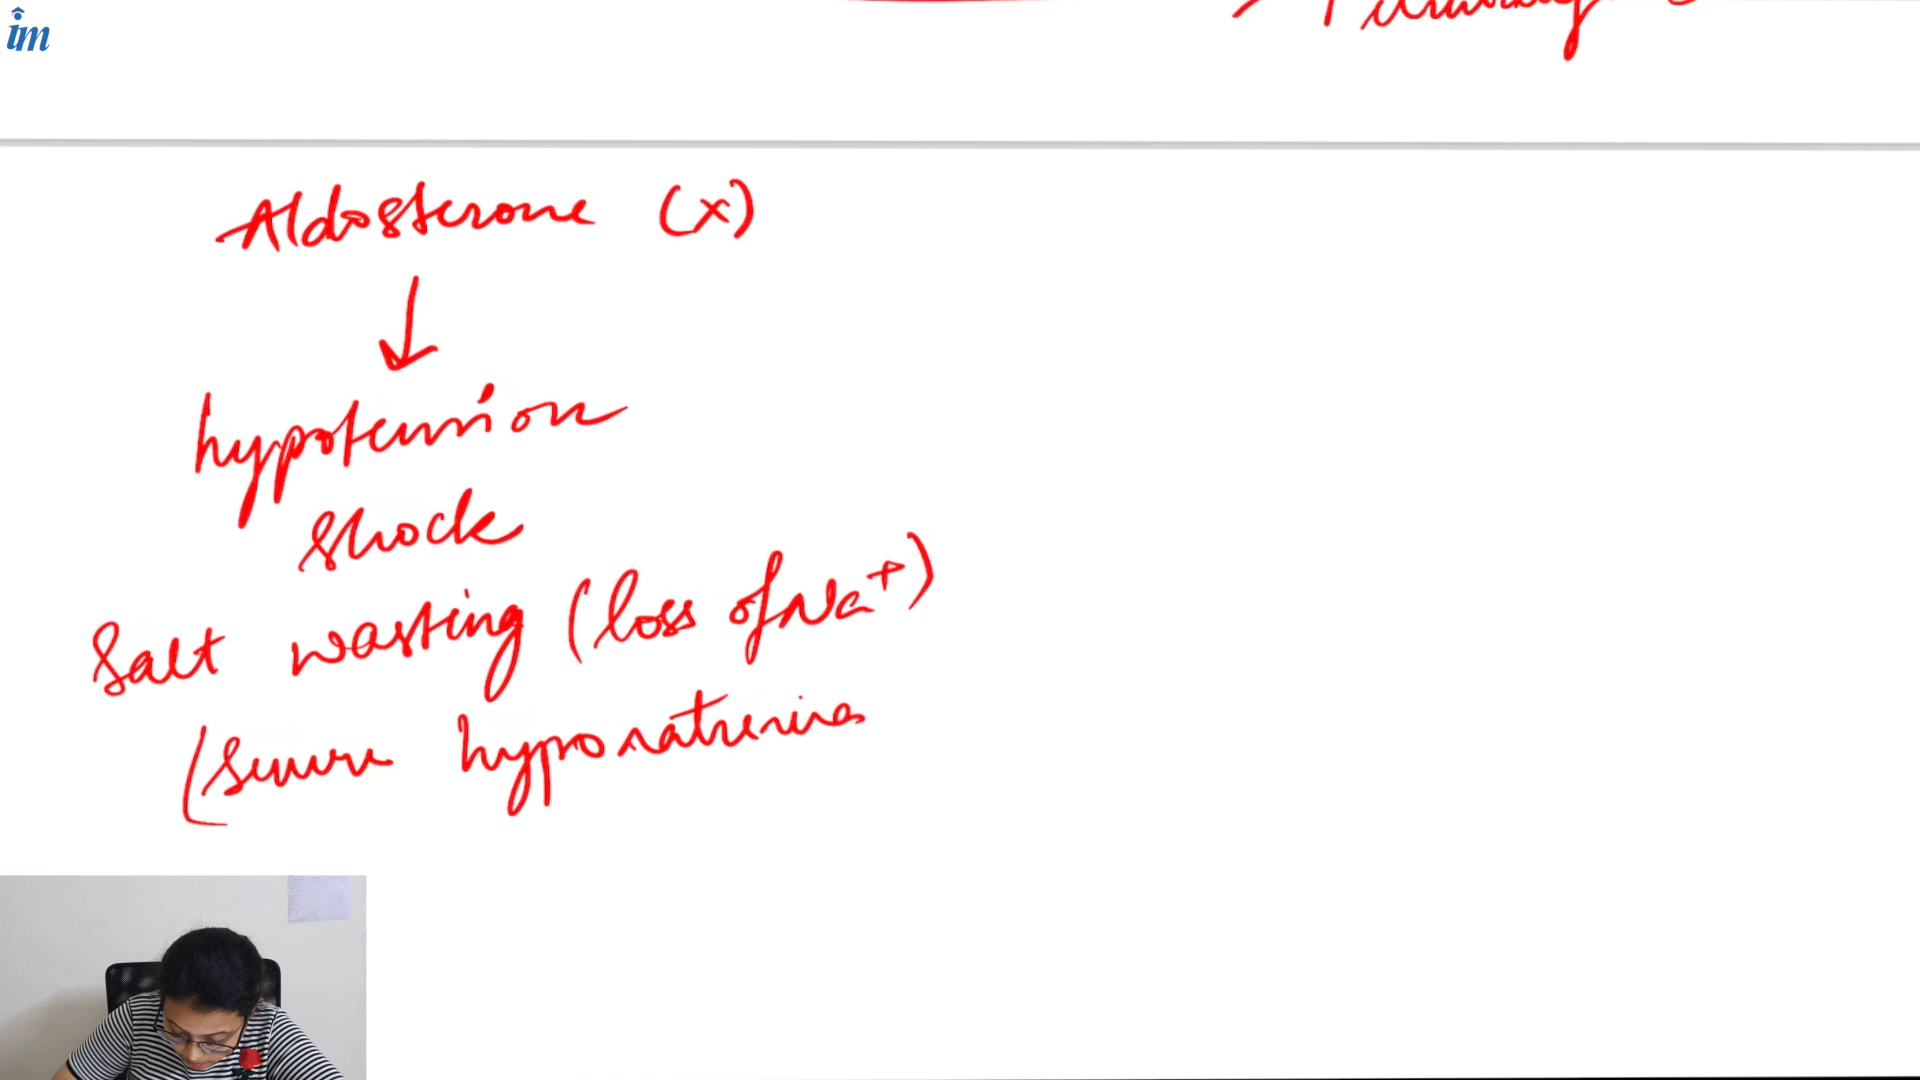 im
Aldosterone (x)
↓
hypotension
shock
Salt wasting (loss of Na+)
(Severe hyponatremia